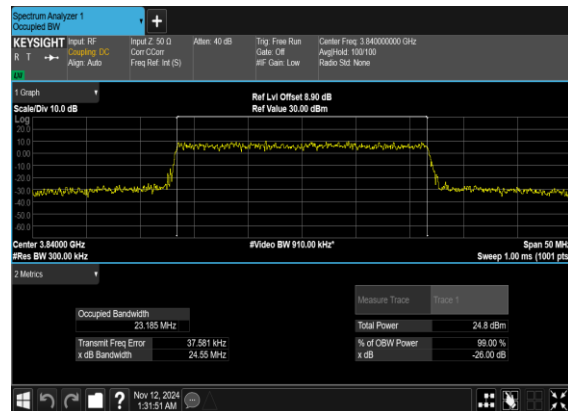 Spectrum Analyzer 1
Occupied BW
KEYSIGHT
R T
Input: RF
Coupling: DC
Align: Auto
Input Z: 50 Ω
Corr CCorr
Freq Ref: Int (S)
Atten: 40 dB
Trig: Free Run
Gate: Off
#IF Gain: Low
Center Freq: 3.840000000 GHz
Avg|Hold: 100/100
Radio Std: None
1 Graph
Scale/Div 10.0 dB
Ref Lvl Offset 8.90 dB
Ref Value 30.00 dBm
Log
20.0
10.0
0.00
-10.0
-20.0
-30.0
-40.0
-50.0
-60.0
Center 3.84000 GHz
#Video BW 910.00 kHz*
Span 50 MHz
#Res BW 300.00 kHz
Sweep 1.00 ms (1001 pts
2 Metrics
Measure Trace
Trace 1
Occupied Bandwidth
23.185 MHz
Total Power
24.8 dBm
Transmit Freq Error
37.581 kHz
% of OBW Power
99.00 %
x dB Bandwidth
24.55 MHz
x dB
-26.00 dB
Nov 12, 2024
1:31:51 AM